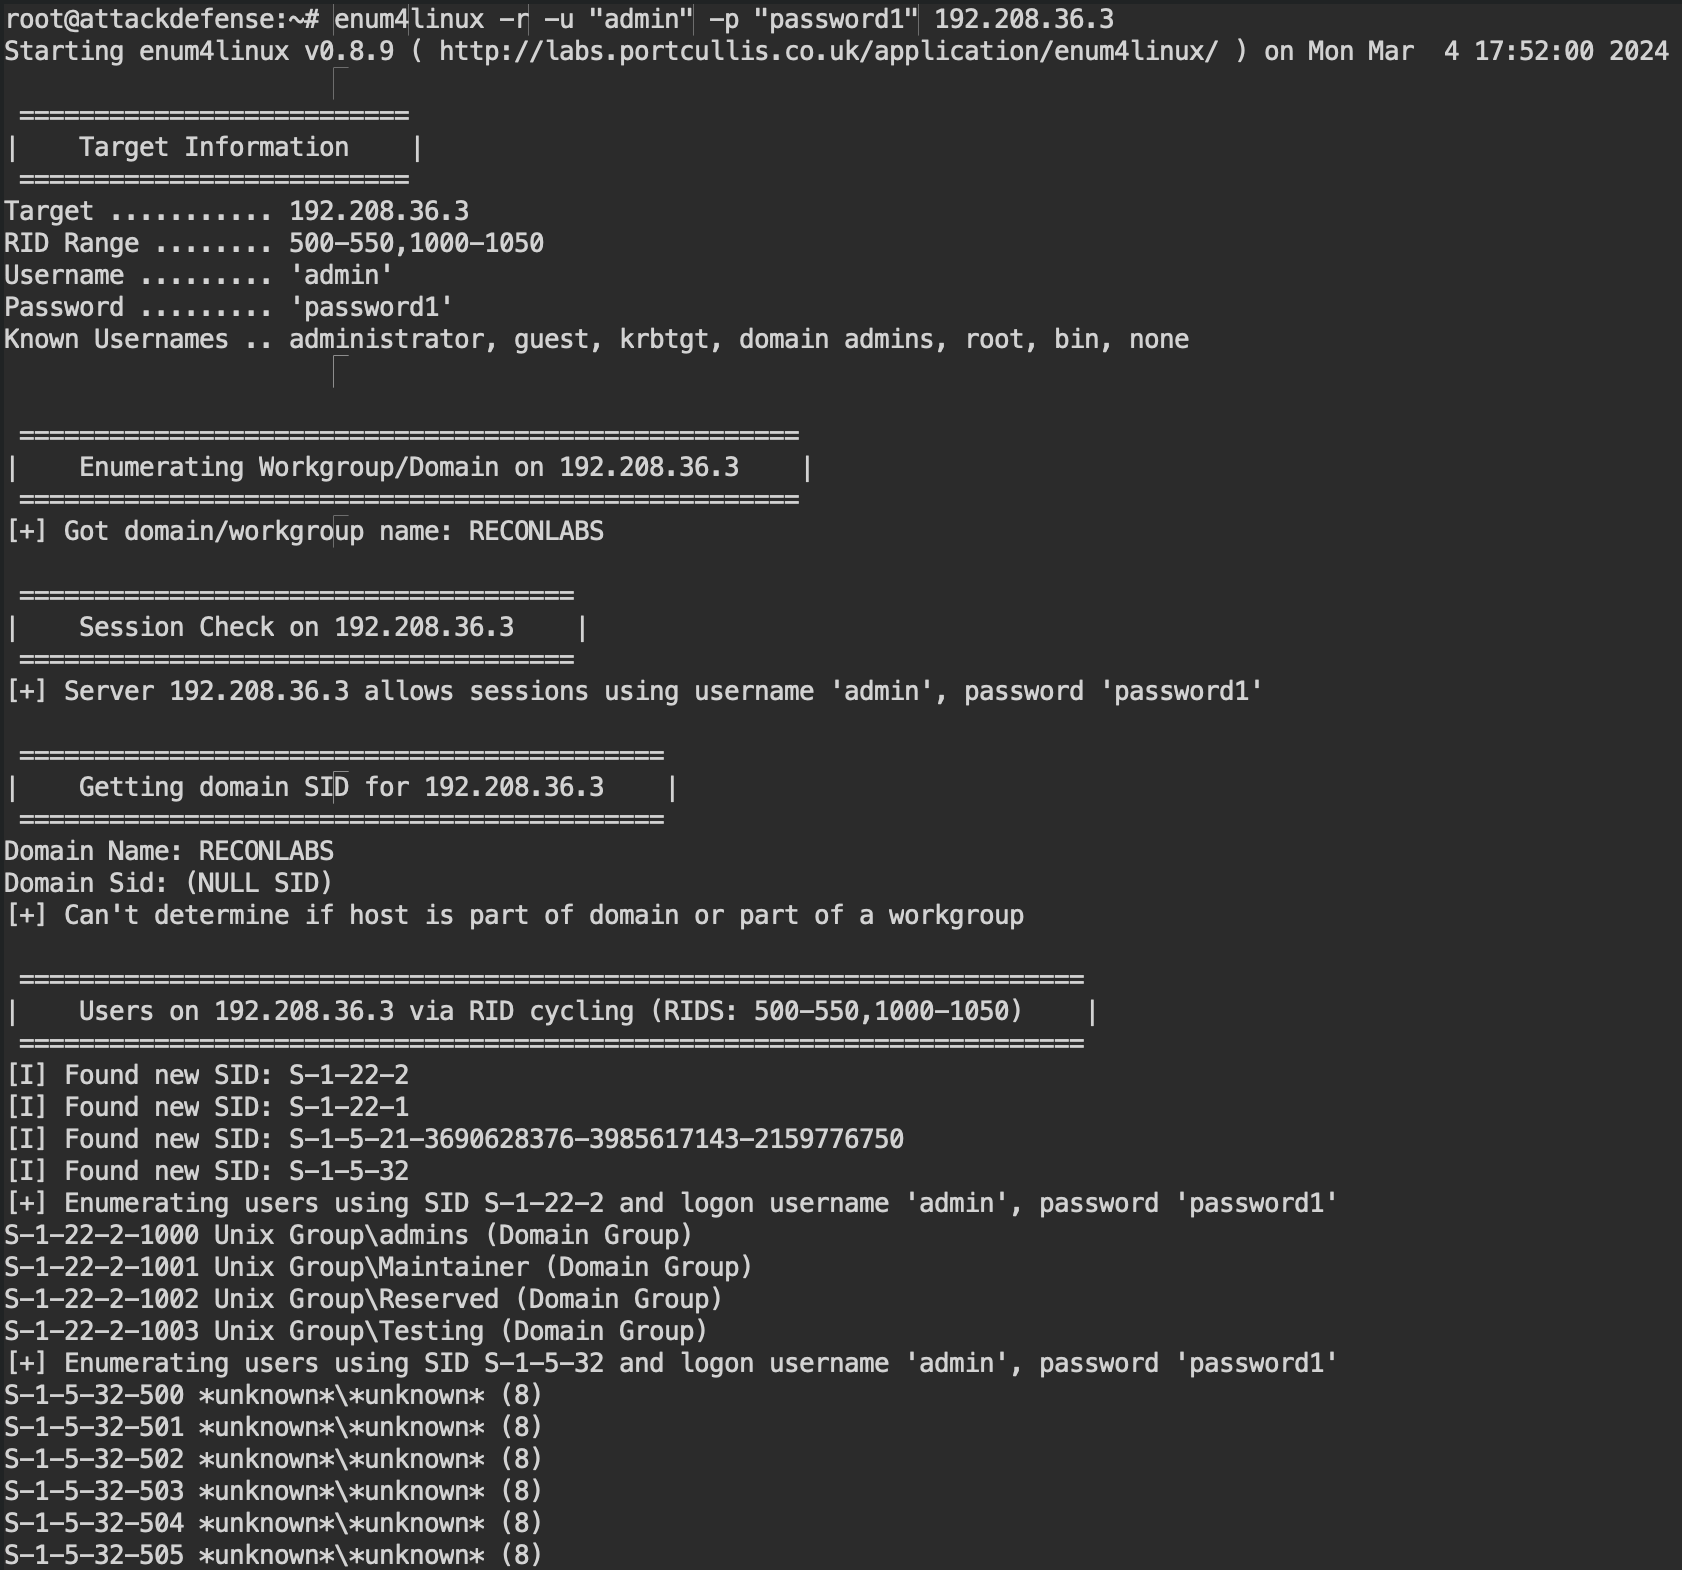 root@attackdefense:~# enum4linux -r -u "admin" -p "password1" 192.208.36.3
Starting enum4linux v0.8.9 ( http://labs.portcullis.co.uk/application/enum4linux/ ) on Mon Mar  4 17:52:00 2024

 ==========================
|    Target Information    |
 ==========================
Target ........... 192.208.36.3
RID Range ........ 500-550,1000-1050
Username ......... 'admin'
Password ......... 'password1'
Known Usernames .. administrator, guest, krbtgt, domain admins, root, bin, none


 ====================================================
|    Enumerating Workgroup/Domain on 192.208.36.3    |
 ====================================================
[+] Got domain/workgroup name: RECONLABS

 =====================================
|    Session Check on 192.208.36.3    |
 =====================================
[+] Server 192.208.36.3 allows sessions using username 'admin', password 'password1'

 ===========================================
|    Getting domain SID for 192.208.36.3    |
 ===========================================
Domain Name: RECONLABS
Domain Sid: (NULL SID)
[+] Can't determine if host is part of domain or part of a workgroup

 =======================================================================
|    Users on 192.208.36.3 via RID cycling (RIDS: 500-550,1000-1050)    |
 =======================================================================
[I] Found new SID: S-1-22-2
[I] Found new SID: S-1-22-1
[I] Found new SID: S-1-5-21-3690628376-3985617143-2159776750
[I] Found new SID: S-1-5-32
[+] Enumerating users using SID S-1-22-2 and logon username 'admin', password 'password1'
S-1-22-2-1000 Unix Group\admins (Domain Group)
S-1-22-2-1001 Unix Group\Maintainer (Domain Group)
S-1-22-2-1002 Unix Group\Reserved (Domain Group)
S-1-22-2-1003 Unix Group\Testing (Domain Group)
[+] Enumerating users using SID S-1-5-32 and logon username 'admin', password 'password1'
S-1-5-32-500 *unknown*\*unknown* (8)
S-1-5-32-501 *unknown*\*unknown* (8)
S-1-5-32-502 *unknown*\*unknown* (8)
S-1-5-32-503 *unknown*\*unknown* (8)
S-1-5-32-504 *unknown*\*unknown* (8)
S-1-5-32-505 *unknown*\*unknown* (8)